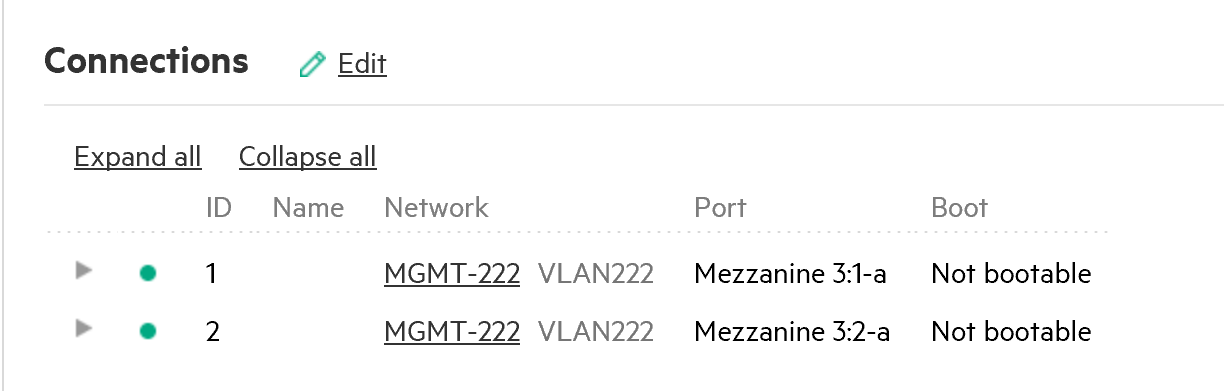 Connections Edit
Expand all Collapse all
ID Name Network Port Boot
1 MGMT-222 VLAN222 Mezzanine 3:1-a Not bootable
2 MGMT-222 VLAN222 Mezzanine 3:2-a Not bootable